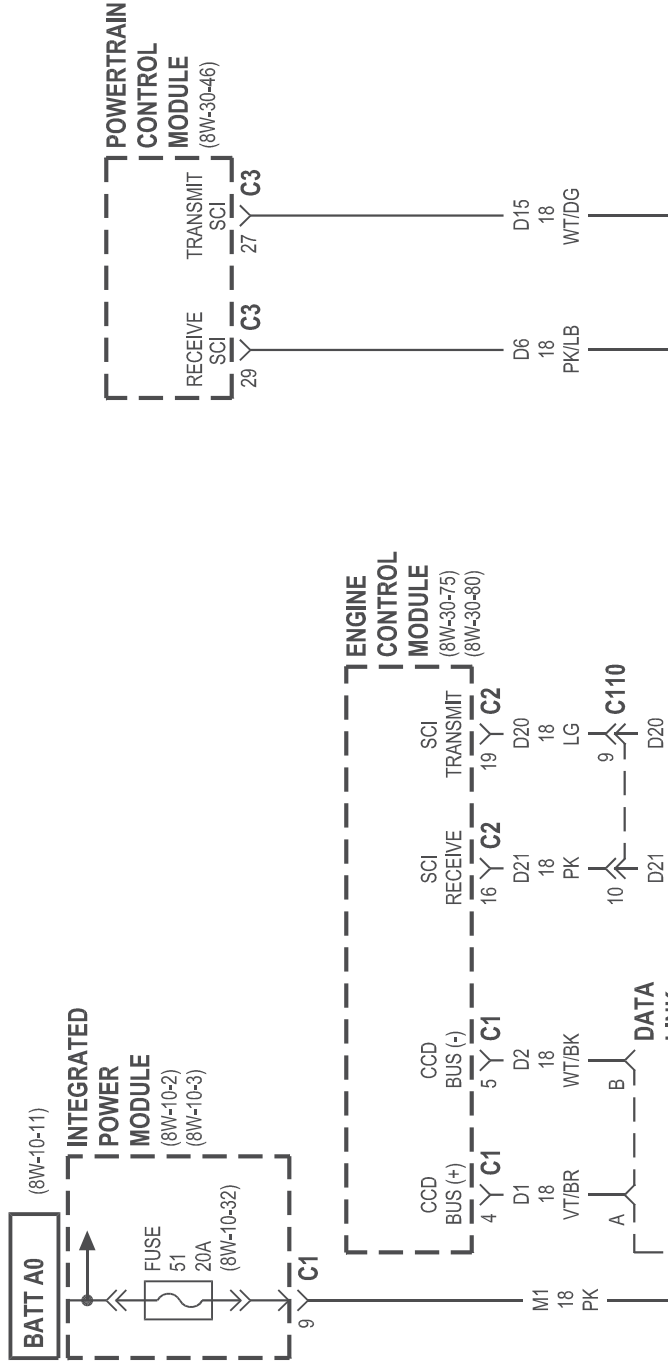 BATT A0
(8W-10-11)
INTEGRATED
POWER
MODULE
(8W-10-2)
(8W-10-3)
FUSE
51
20A
(8W-10-32)
9
C1
M1
18
PK
ENGINE
CONTROL
MODULE
(8W-30-75)
(8W-30-80)
CCD
BUS (+)
4
C1
D1
18
VT/BR
A
CCD
BUS (-)
5
C1
D2
18
WT/BK
B
DATA
SCI
RECEIVE
16
C2
D21
18
PK
10
D21
SCI
TRANSMIT
19
C2
D20
18
LG
9
C110
D20
POWERTRAIN
CONTROL
MODULE
(8W-30-46)
RECEIVE
SCI
29
C3
D6
18
PK/LB
TRANSMIT
SCI
27
C3
D15
18
WT/DG